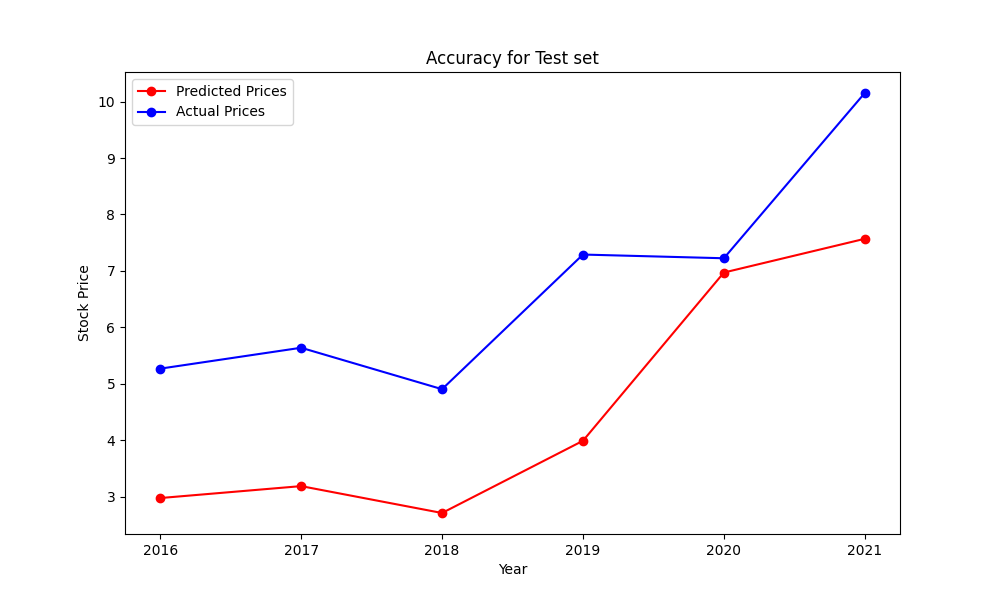 Accuracy for Test set
Predicted Prices
Actual Prices
10
9
8
7
6
5
4
3
Stock Price
2016 2017 2018 2019 2020 2021
Year